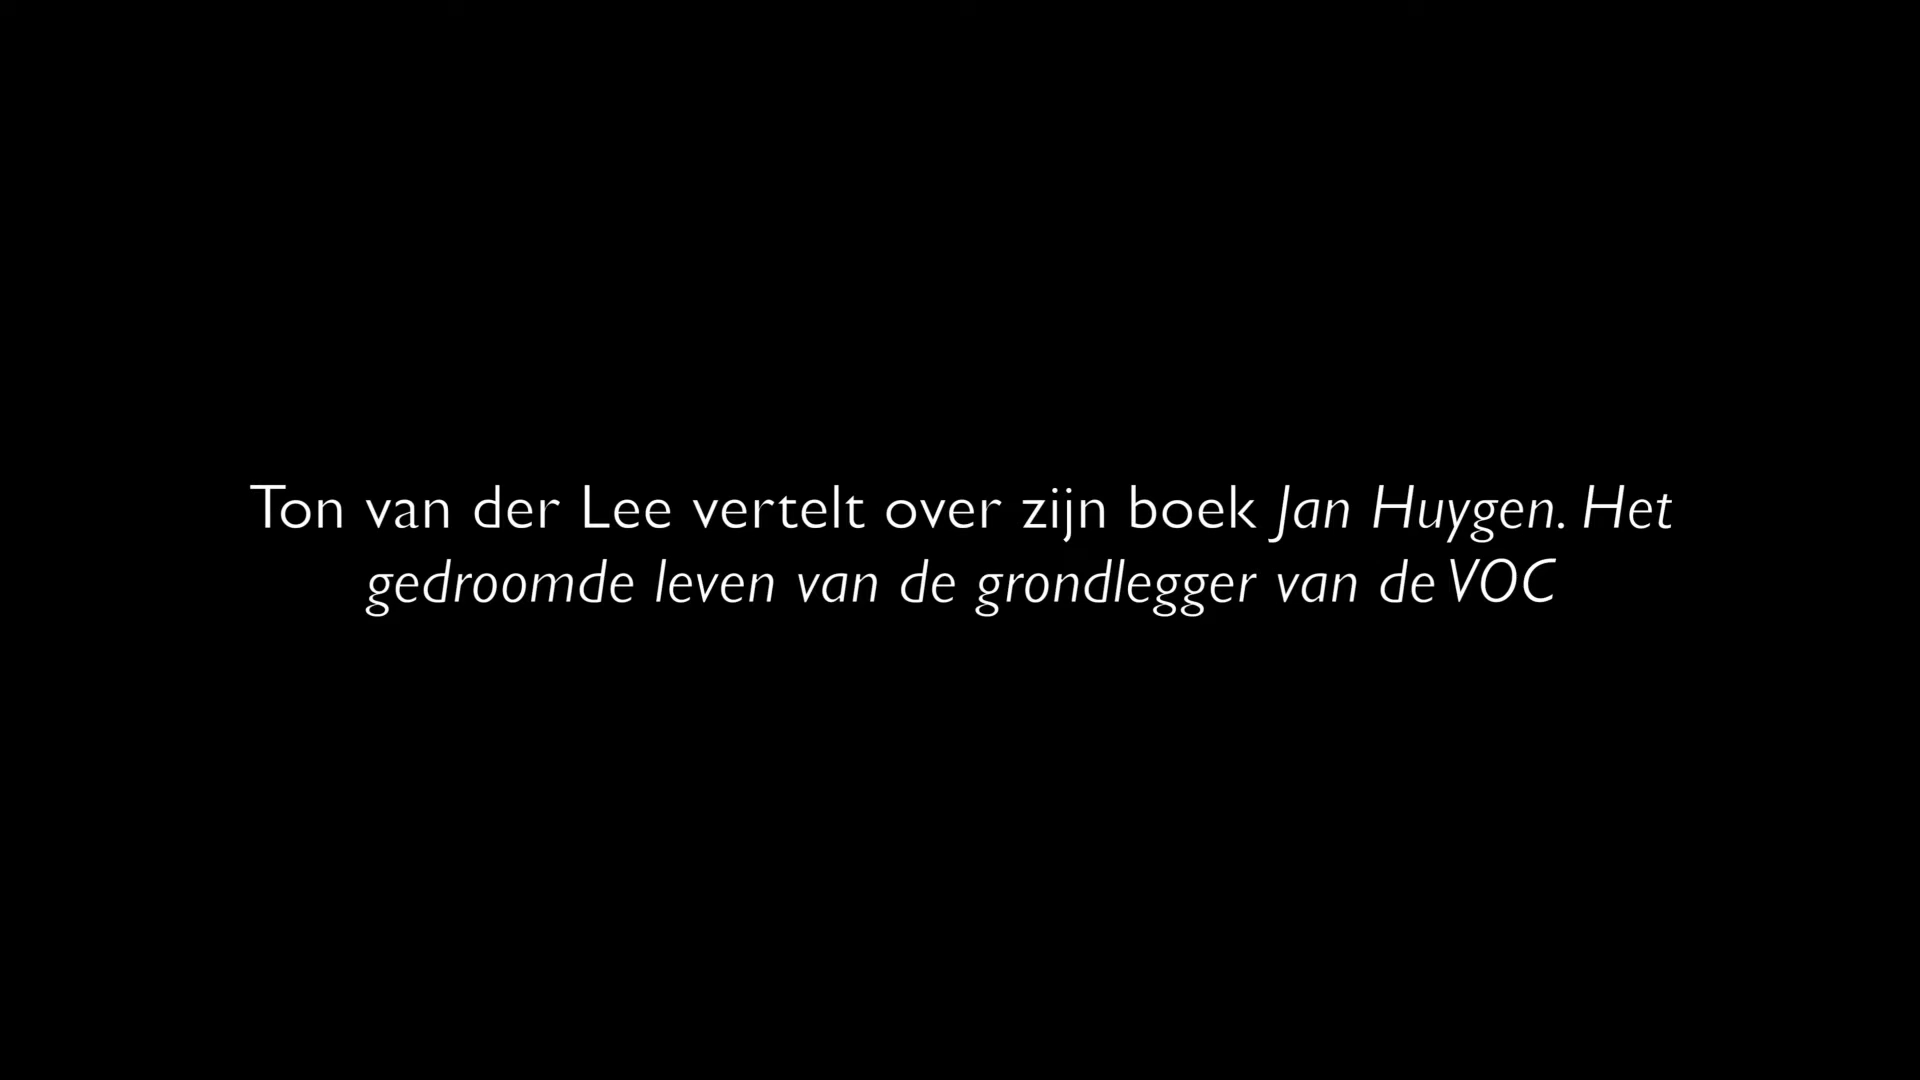 Ton van der Lee vertelt over zijn boek Jan Huygen. Het
gedroomde leven van de grondlegger van de VOC